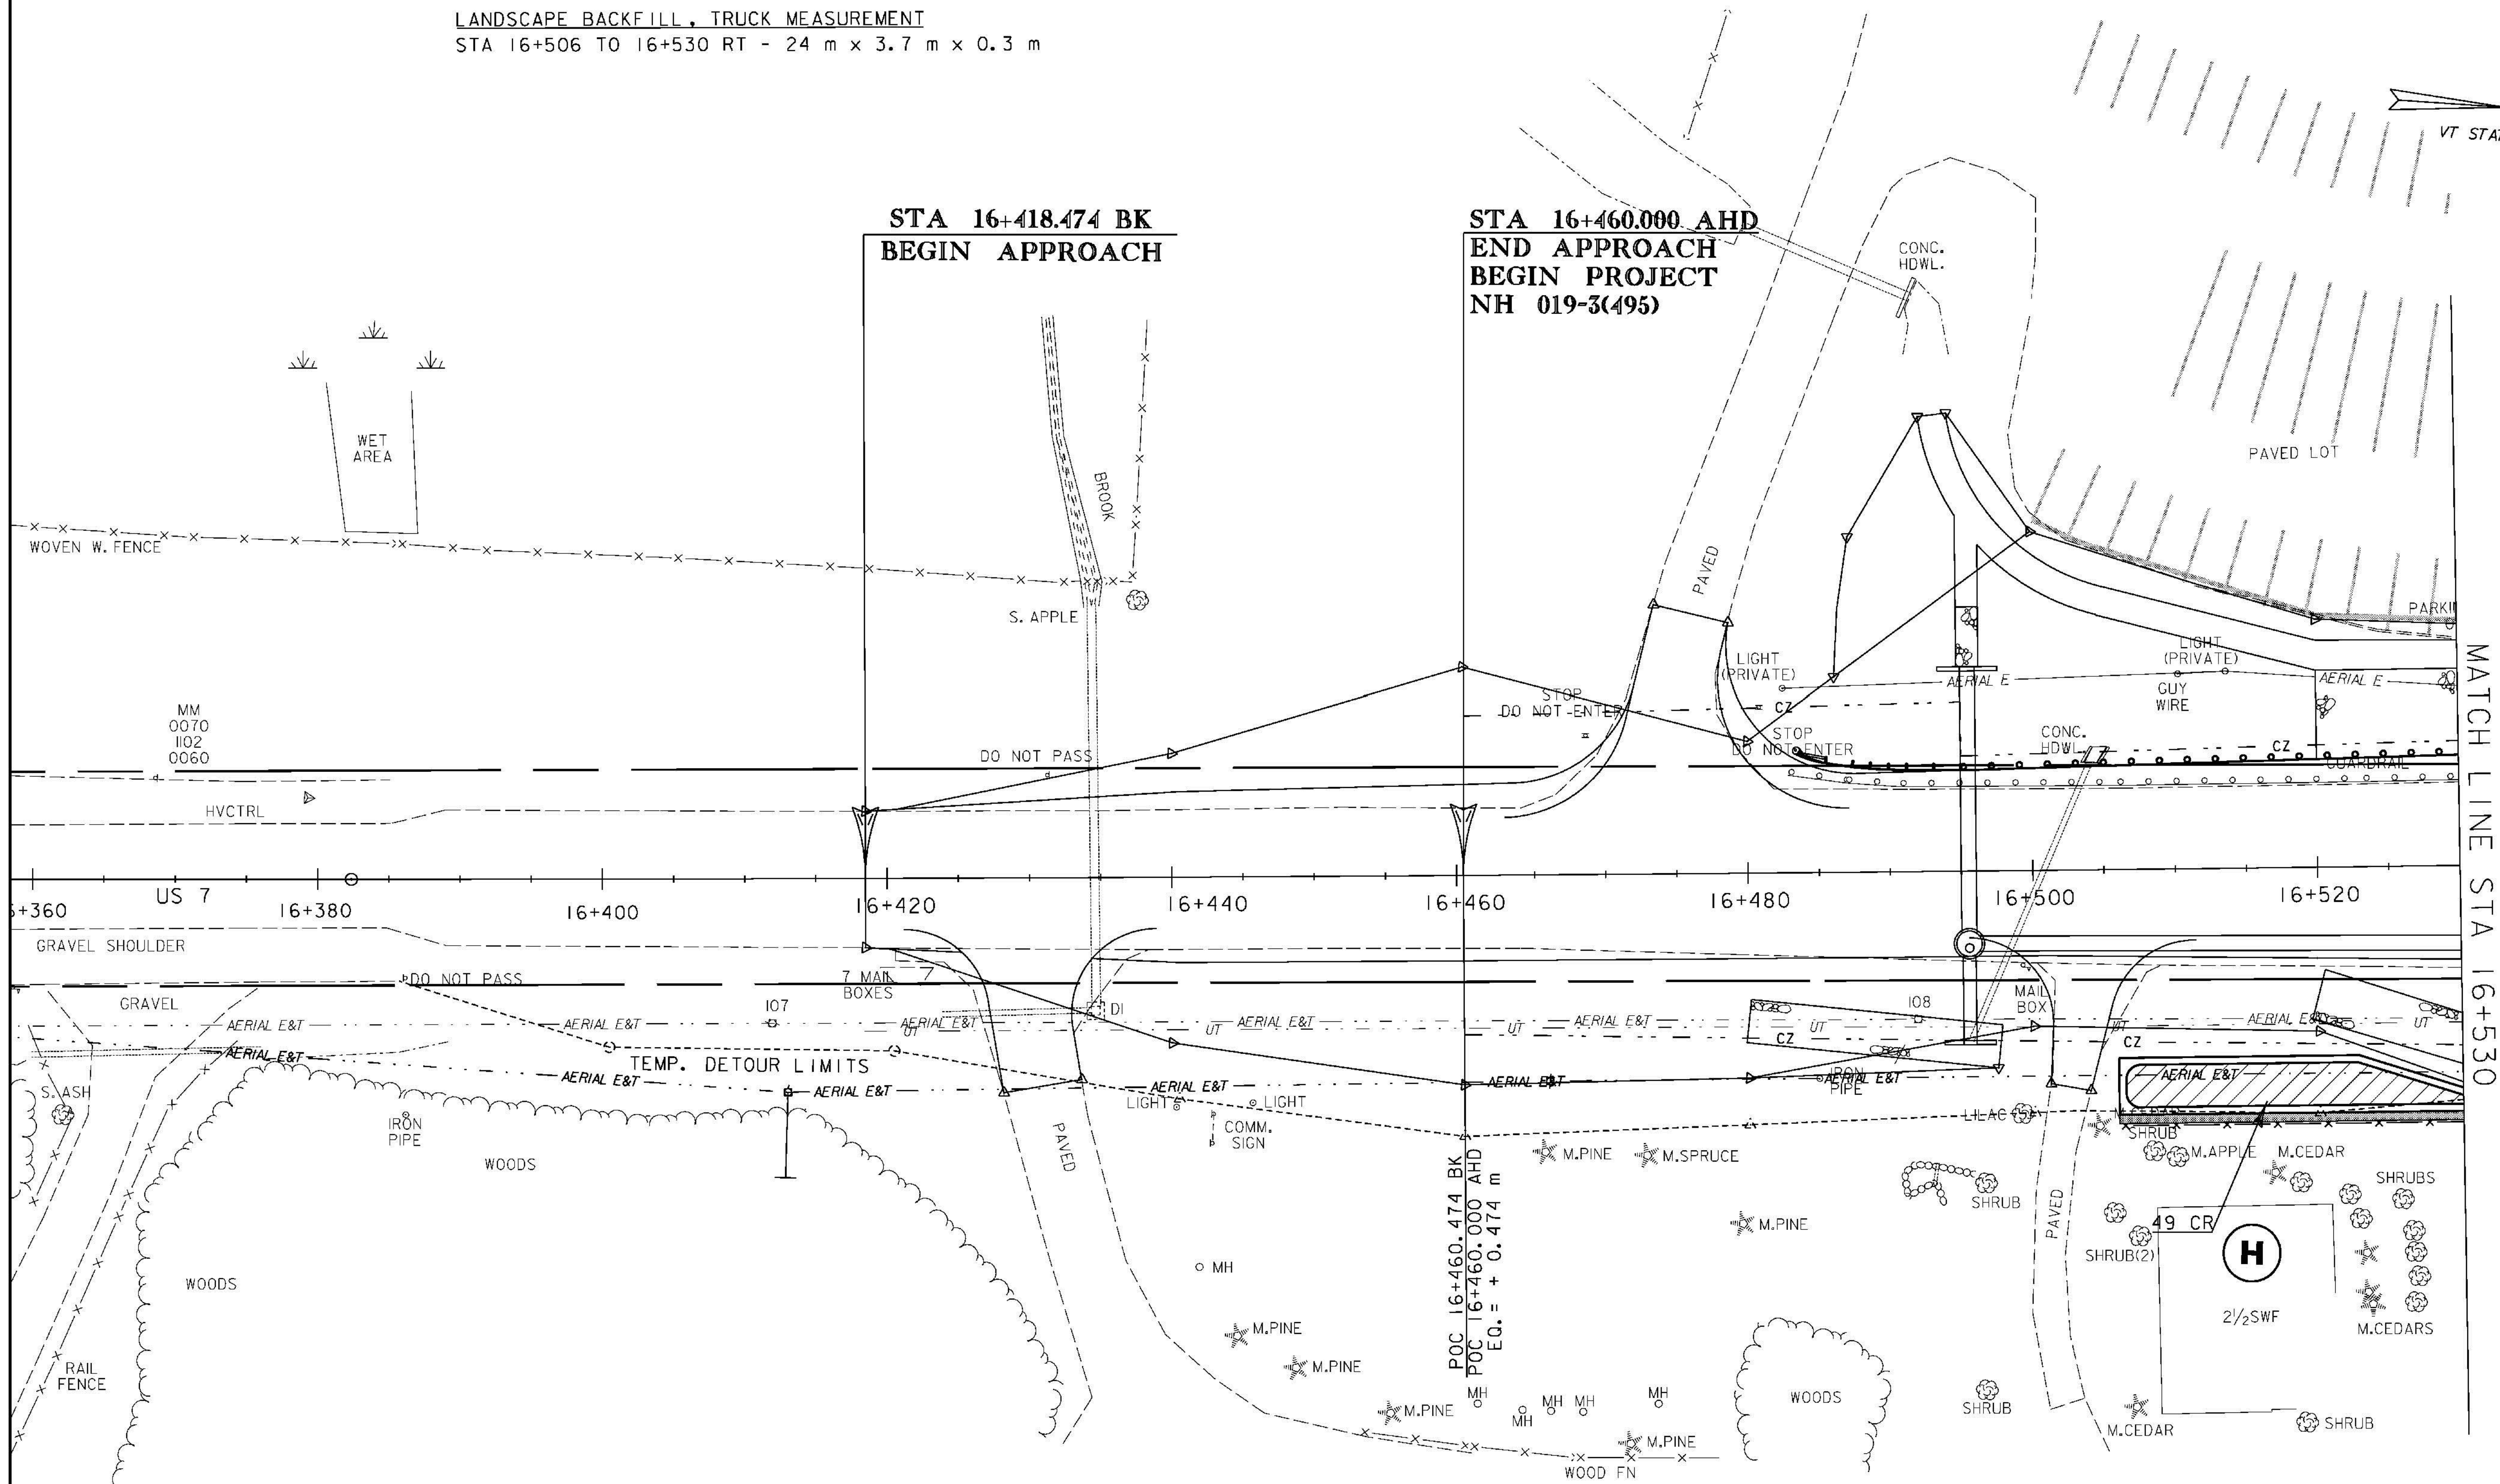 LANDSCAPE BACKFILL, TRUCK MEASUREMENT
STA 16+506 TO 16+530 RT - 24 m x 3.7 m x 0.3 m
STA 16+418.474 BK
BEGIN APPROACH
STA 16+460.000 AHD
END APPROACH
BEGIN PROJECT
NH 019-3(495)
CONC.
HDWL.
WET
AREA
BROOK
WOVEN W. FENCE
S. APPLE
PAVED
PAVED LOT
MM
0070
1102
0060
DO NOT PASS
STOP
DO NOT ENTER
LIGHT
(PRIVATE)
STOP
DO NOT ENTER
CZ
AERIAL E
LIGHT
(PRIVATE)
GUY
WIRE
AERIAL E
CONC.
HDWL.
CZ
GUARDRAIL
HVCTRL
US 7
16+380
16+400
16+420
16+440
16+460
16+480
16+500
16+520
MATCH LINE STA 16+530
GRAVEL SHOULDER
DO NOT PASS
GRAVEL
7 MAIL
BOXES
7
107
DI
108
MAIL
BOX
AERIAL E&T
AERIAL E&T
AERIAL E&T
UT
UT
AERIAL E&T
UT
AERIAL E&T
UT
UT
AERIAL E&T
UT
CZ
CZ
AERIAL E&T
TEMP. DETOUR LIMITS
AERIAL E&T
AERIAL E&T
AERIAL E&T
AERIAL E&T
AERIAL E&T
AERIAL E&T
IRON
PIPE
S. ASH
IRON
PIPE
WOODS
LIGHT
LIGHT
COMM.
SIGN
PAVED
LILAC
SHRUB
M.PINE
M.SPRUCE
M.APPLE
M.CEDAR
SHRUBS
SHRUB
PAVED
49 CR
SHRUB(2)
H
2½SWF
M.CEDARS
M.PINE
POC 16+460.474 BK
POC 16+460.000 AHD
EQ. = + 0.474 m
WOODS
MH
M.PINE
M.PINE
RAIL
FENCE
M.PINE
MH
MH
MH
MH
MH
M.PINE
WOOD FN
WOODS
SHRUB
M.CEDAR
SHRUB